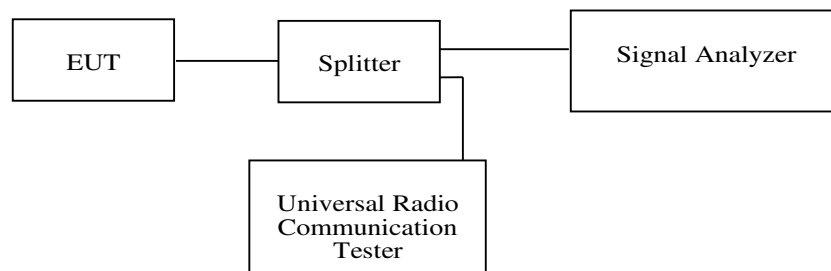 EUT
Splitter
Signal Analyzer
Universal Radio
Communication
Tester